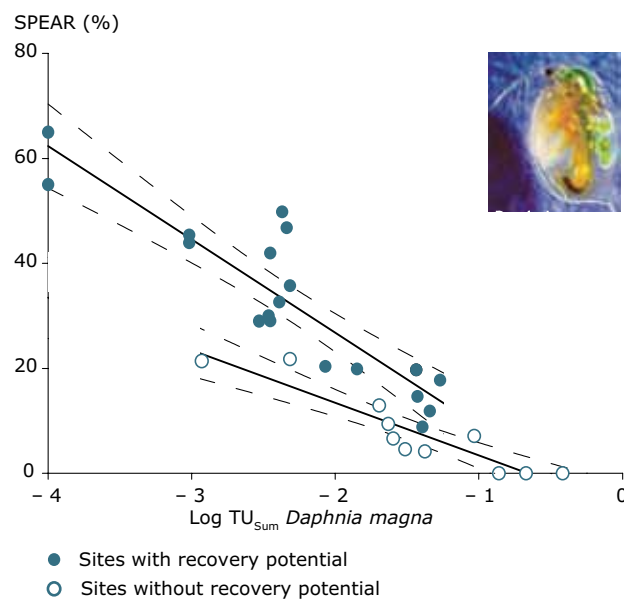 SPEAR (%)
80
60
40
20
0
– 4
– 3
– 2
– 1
0
Log TUSum Daphnia magna
Sites with recovery potential
Sites without recovery potential